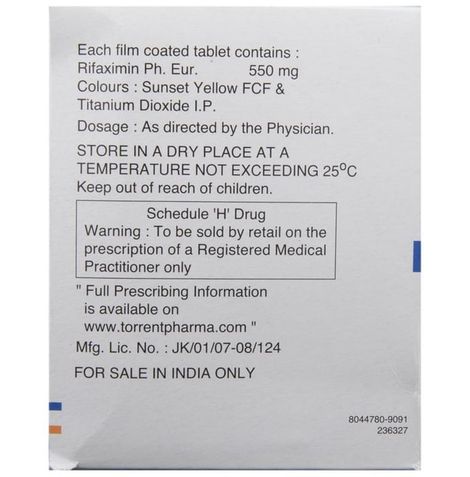 Each film coated tablet contains :
Rifaximin Ph. Eur. 550 mg
Colours : Sunset Yellow FCF &
Titanium Dioxide I.P.
Dosage : As directed by the Physician.
STORE IN A DRY PLACE AT A
TEMPERATURE NOT EXCEEDING 25⁰C
Keep out of reach of children.
Schedule 'H' Drug
Warning : To be sold by retail on the
prescription of a Registered Medical
Practitioner only
" Full Prescribing Information
is available on
www.torrentpharma.com "
Mfg. Lic. No. : JK/01/07-08/124
FOR SALE IN INDIA ONLY
8044780-9091
236327